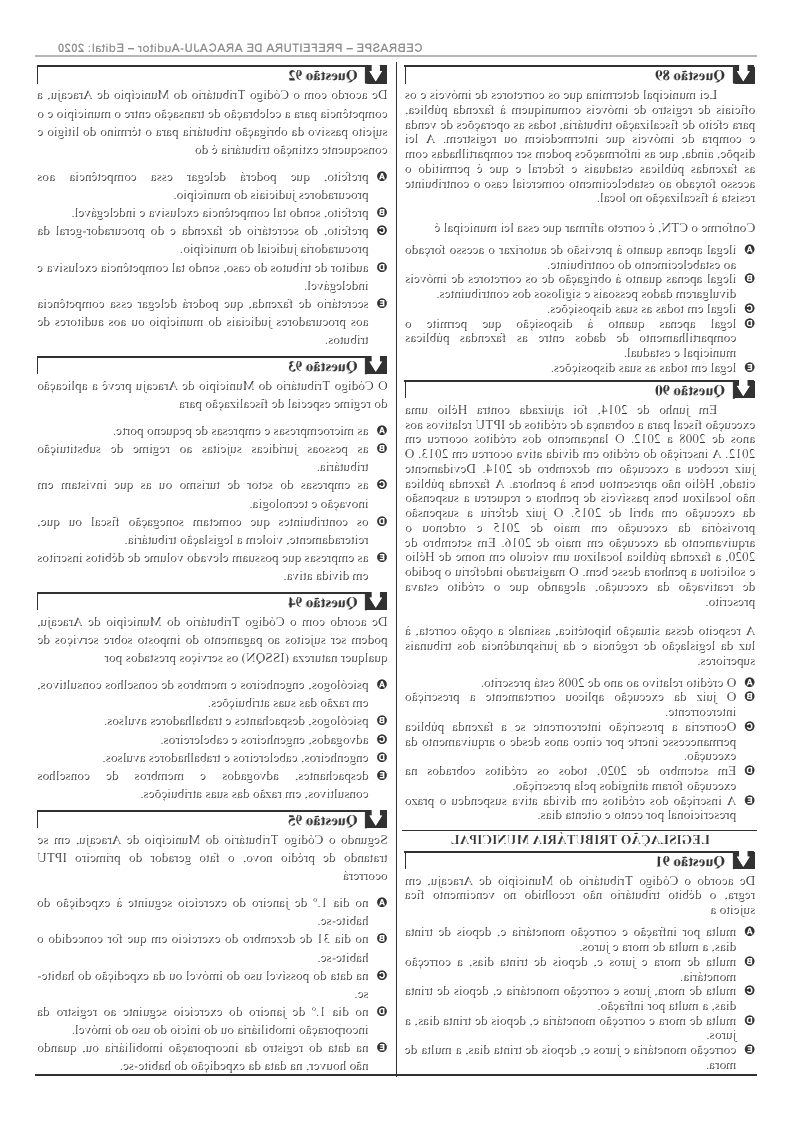 CEBRASPE – PREFEITURA DE ARACAJU-Auditor – Edital: 2020
Questão 89
Lei municipal determina que os corretores de imóveis e os
oficiais de registro de imóveis comuniquem à fazenda pública,
para efeito de fiscalização tributária, todas as operações de venda
e compra de imóveis que intermedeiem ou registrem. A lei
dispõe, ainda, que as informações podem ser compartilhadas com
as fazendas públicas estaduais e federal e que é permitido o
acesso forçado ao estabelecimento comercial caso o contribuinte
resista à fiscalização no local.
Conforme o CTN, é correto afirmar que essa lei municipal é
A ilegal apenas quanto à previsão de autorizar o acesso forçado
ao estabelecimento do contribuinte.
B ilegal apenas quanto à obrigação de os corretores de imóveis
divulgarem dados pessoais e sigilosos dos contribuintes.
C ilegal em todas as suas disposições.
D legal apenas quanto à disposição que permite o
compartilhamento de dados entre as fazendas públicas
municipal e estadual.
E legal em todas as suas disposições.
Questão 90
Em junho de 2014, foi ajuizada contra Hélio uma
execução fiscal para a cobrança de créditos de IPTU relativos aos
anos de 2008 a 2012. O lançamento dos créditos ocorreu em
2012. A inscrição do crédito em dívida ativa ocorreu em 2013. O
juiz recebeu a execução em dezembro de 2014. Devidamente
citado, Hélio não apresentou bens à penhora. A fazenda pública
não localizou bens passíveis de penhora e requereu a suspensão
da execução em abril de 2015. O juiz deferiu a suspensão
provisória da execução em maio de 2015 e ordenou o
arquivamento da execução em maio de 2016. Em setembro de
2020, a fazenda pública localizou um veículo em nome de Hélio
e solicitou a penhora desse bem. O magistrado indeferiu o pedido
de reativação da execução, alegando que o crédito estava
prescrito.
A respeito dessa situação hipotética, assinale a opção correta, à
luz da legislação de regência e da jurisprudência dos tribunais
superiores.
A O crédito relativo ao ano de 2008 está prescrito.
B O juiz da execução aplicou corretamente a prescrição
intercorrente.
C Ocorreria a prescrição intercorrente se a fazenda pública
permanecesse inerte por cinco anos desde o arquivamento da
execução.
D Em setembro de 2020, todos os créditos cobrados na
execução foram atingidos pela prescrição.
E A inscrição dos créditos em dívida ativa suspendeu o prazo
prescricional por cento e oitenta dias.
LEGISLAÇÃO TRIBUTÁRIA MUNICIPAL
Questão 91
De acordo o Código Tributário do Município de Aracaju, em
regra, o débito tributário não recolhido no vencimento fica
sujeito a
A multa por infração e correção monetária e, depois de trinta
dias, a multa de mora e juros.
B multa de mora e juros e, depois de trinta dias, a correção
monetária.
C multa de mora, juros e correção monetária e, depois de trinta
dias, a multa por infração.
D multa de mora e correção monetária e, depois de trinta dias, a
juros.
E correção monetária e juros e, depois de trinta dias, a multa de
mora.
Questão 92
De acordo com o Código Tributário do Município de Aracaju, a
competência para a celebração de transação entre o município e o
sujeito passivo da obrigação tributária para o término do litígio e
consequente extinção tributária é do
A prefeito, que poderá delegar essa competência aos
procuradores judiciais do município.
B prefeito, sendo tal competência exclusiva e indelegável.
C prefeito, do secretário de fazenda e do procurador-geral da
procuradoria judicial do município.
D auditor de tributos do caso, sendo tal competência exclusiva e
indelegável.
E secretário de fazenda, que poderá delegar essa competência
aos procuradores judiciais do município ou aos auditores de
tributos.
Questão 93
O Código Tributário do Município de Aracaju prevê a aplicação
do regime especial de fiscalização para
A as microempresas e empresas de pequeno porte.
B as pessoas jurídicas sujeitas ao regime de substituição
tributária.
C as empresas do setor de turismo ou as que invistam em
inovação e tecnologia.
D os contribuintes que cometam sonegação fiscal ou que,
reiteradamente, violem a legislação tributária.
E as empresas que possuam elevado volume de débitos inscritos
em dívida ativa.
Questão 94
De acordo com o Código Tributário do Município de Aracaju,
podem ser sujeitos ao pagamento do imposto sobre serviços de
qualquer natureza (ISSQN) os serviços prestados por
A psicólogos, engenheiros e membros de conselhos consultivos,
em razão das suas atribuições.
B psicólogos, despachantes e trabalhadores avulsos.
C advogados, engenheiros e cabeleireiros.
D engenheiros, cabeleireiros e trabalhadores avulsos.
E despachantes, advogados e membros de conselhos
consultivos, em razão das suas atribuições.
Questão 95
Segundo o Código Tributário do Município de Aracaju, em se
tratando de prédio novo, o fato gerador do primeiro IPTU
ocorrerá
A no dia 1.º de janeiro do exercício seguinte à expedição do
habite-se.
B no dia 31 de dezembro do exercício em que for concedido o
habite-se.
C na data do possível uso do imóvel ou da expedição do habite-
se.
D no dia 1.º de janeiro do exercício seguinte ao registro da
incorporação imobiliária ou do início do uso do imóvel.
E na data do registro da incorporação imobiliária ou, quando
não houver, na data da expedição do habite-se.